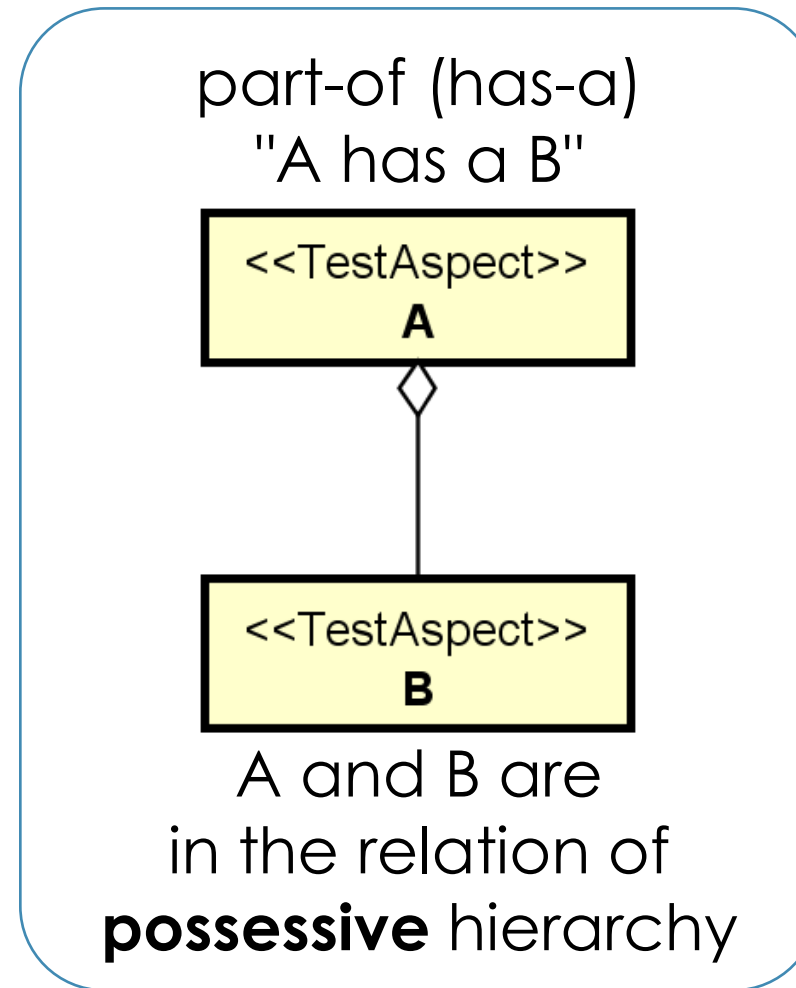 part-of (has-a)
"A has a B"
<<TestAspect>>
A
<<TestAspect>>
B
A and B are
in the relation of
possessive hierarchy